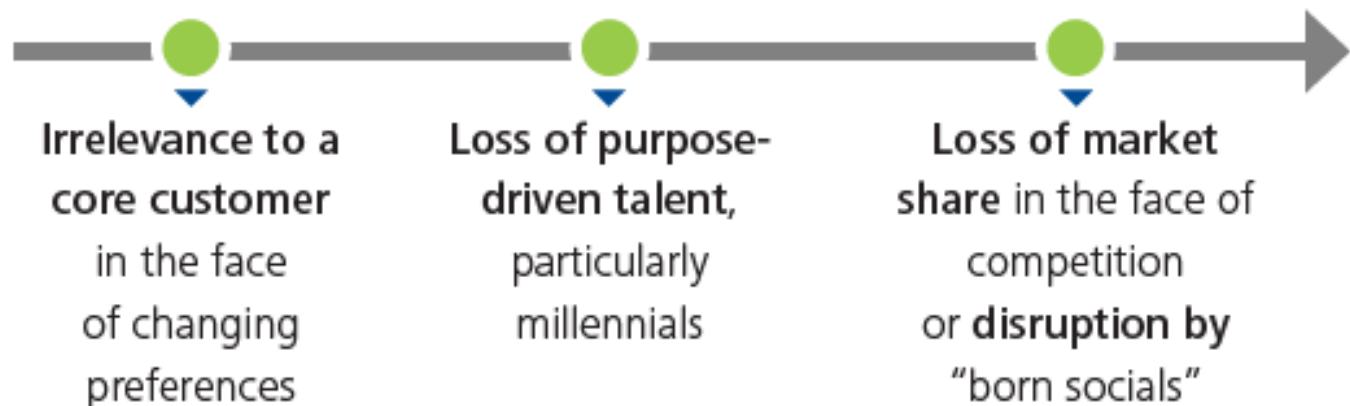 Irrelevance to a
core customer
in the face
of changing
preferences
Loss of purpose-
driven talent,
particularly
millennials
Loss of market
share in the face of
competition
or disruption by
“born socials”